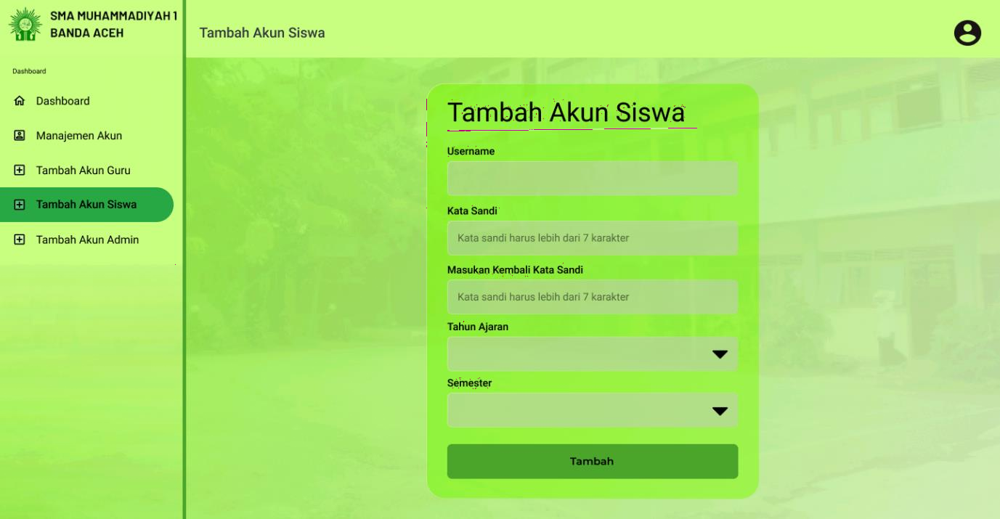 SMA MUHAMMADIYAH 1
BANDA ACEH
Tambah Akun Siswa
Dashboard
Dashboard
Manajemen Akun
Tambah Akun Guru
Tambah Akun Siswa
Tambah Akun Admin
Tambah Akun Siswa
Username
Kata Sandi
Kata sandi harus lebih dari 7 karakter
Masukan Kembali Kata Sandi
Kata sandi harus lebih dari 7 karakter
Tahun Ajaran
Semester
Tambah